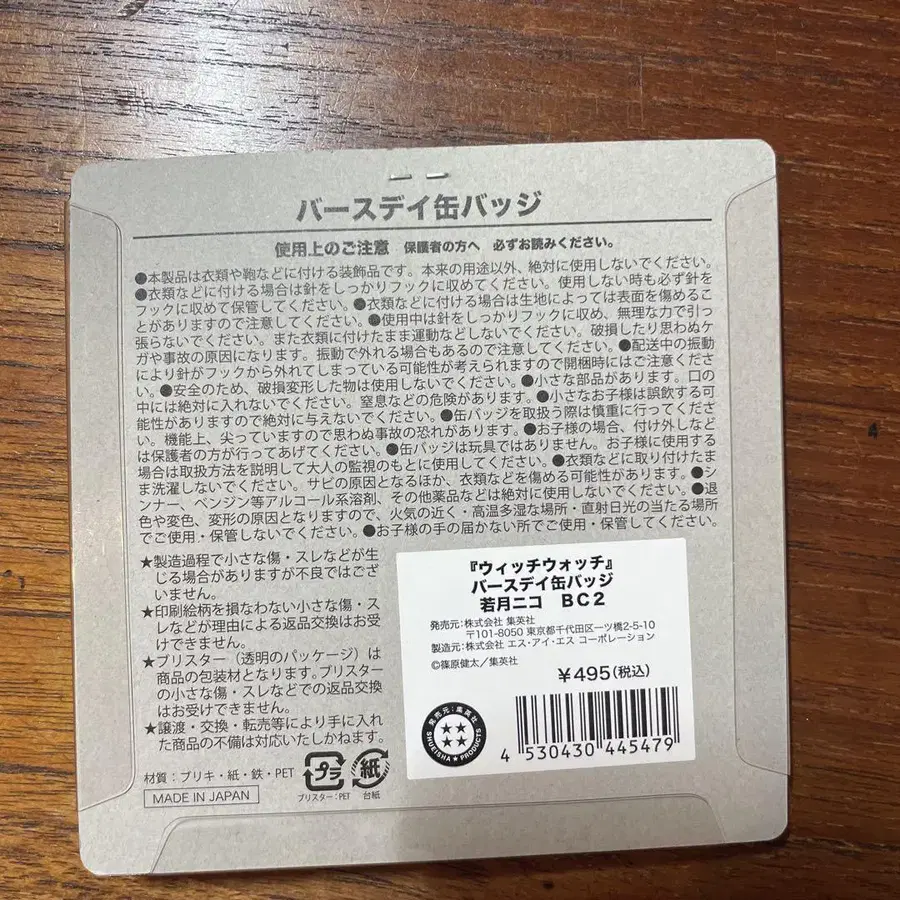 バースデイ缶バッジ
使用上のご注意 保護者の方へ 必ずお読みください。
●本製品は衣類や鞄などに付ける装飾品です。本来の用途以外、絶対に使用しないでください。
●衣類などに付ける場合は針をしっかりフックに収めてください。使用しない時も必ず針を
フックに収めて保管してください。●衣類などに付ける場合は生地によっては表面を傷めるこ
とがありますので注意してください。●使用中は針をしっかりフックに収め、無理な力で引っ
張らないでください。また衣類に付けたまま運動などしないでください。破損したり思わぬケ
ガや事故の原因になります。振動で外れる場合もあるので注意してください。●配送中の振動
により針がフックから外れてしまっている可能性が考えられますので開梱時にはご注意くださ
い。●安全のため、破損変形した物は使用しないでください。●小さな部品があります。口の
中には絶対に入れないでください。窒息などの危険があります。●小さなお子様は誤飲する可
能性がありますので絶対に与えないでください。●缶バッジを取扱う際は慎重に行ってくださ
い。機能上、尖っていますので思わぬ事故の恐れがあります。●お子様の場合、付け外しなど
は保護者の方が行ってあげてください。●缶バッジは玩具ではありません。お子様に使用する
場合は取扱方法を説明して大人の監視のもとに使用してください。●衣類などに取り付けたま
ま洗濯しないでください。サビの原因となるほか、衣類などを傷める可能性があります。●シ
ンナー、ベンジン等アルコール系溶剤、その他薬品などは絶対に使用しないでください。●退
色や変色、変形の原因となりますので、火気の近く・高温多湿な場所・直射日光の当たる場所
でご使用・保管しないでください。●お子様の手の届かない所でご使用・保管してください。
★製造過程で小さな傷・スレなどが生
じる場合がありますが不良ではござ
いません。
★印刷絵柄を損なわない小さな傷・ス
レなどが理由による返品交換はお受
けできません。
★ブリスター（透明のパッケージ）は
商品の包装材となります。ブリスター
の小さな傷・スレなどでの返品交換
はお受けできません。
★譲渡・交換・転売等により手に入れ
た商品の不備は対応いたしかねます。
材質：ブリキ・紙・鉄・PET
MADE IN JAPAN
プラ
ブリスター：PET
紙
台紙
『ウィッチウォッチ』
バースデイ缶バッジ
若月ニコ ＢＣ２
発売元：株式会社 集英社
〒101-8050 東京都千代田区一ツ橋2-5-10
製造元：株式会社 エス・アイ・エス コーポレーション
©篠原健太／集英社
￥495(税込)
発売元：集英社
SHUEISHA★PRODUCTS
4 530430 445479